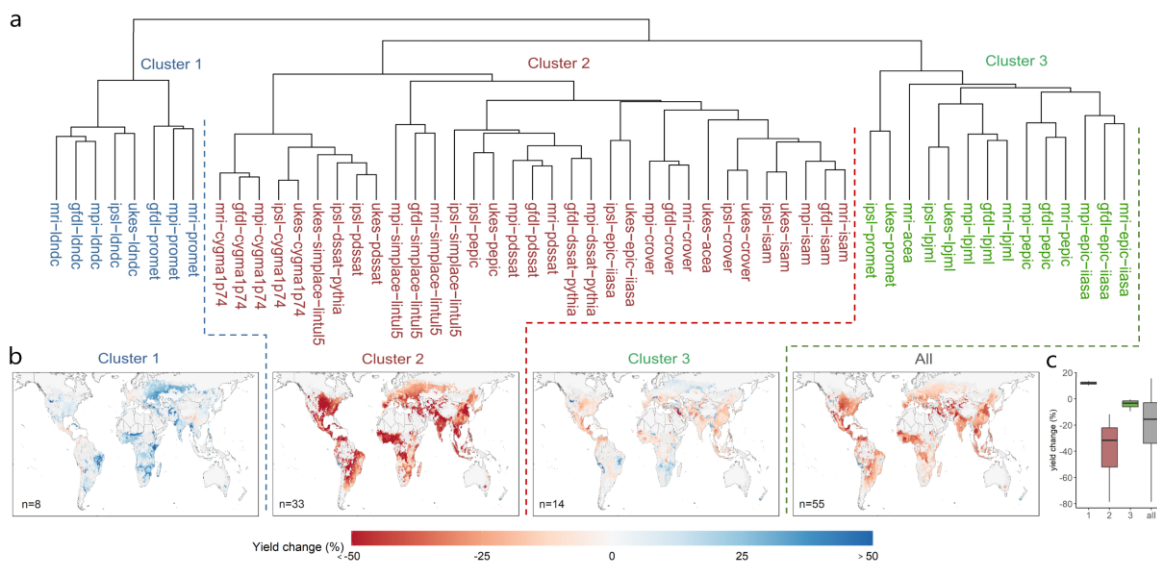 a
Cluster 1
Cluster 2
Cluster 3
mri-ldndc
gfdl-ldndc
mpi-ldndc
ipsl-ldndc
ukes-ldndc
gfdl-promet
mpi-promet
mri-promet
mri-cygma1p74
gfdl-cygma1p74
mpi-cygma1p74
ipsl-cygma1p74
ukes-cygma1p74
ukes-simplace-lintul5
ipsl-dssat-pythia
ipsl-pdssat
ukes-pdssat
mpi-simplace-lintul5
gfdl-simplace-lintul5
mri-simplace-lintul5
ipsl-simplace-lintul5
ipsl-pepic
ukes-pepic
mpi-pdssat
gfdl-pdssat
mri-pdssat
gfdl-dssat-pythia
mri-dssat-pythia
ipsl-epic-iiasa
ukes-epic-iiasa
mpi-crover
gfdl-crover
mri-crover
ukes-acea
ipsl-crover
ukes-crover
ipsl-isam
ukes-isam
mpi-isam
gfdl-isam
mri-isam
ipsl-promet
ukes-promet
mri-acea
ipsl-lpjml
ukes-lpjml
mpi-lpjml
gfdl-lpjml
mri-lpjml
mpi-pepic
gfdl-pepic
mri-pepic
mpi-epic-iiasa
gfdl-epic-iiasa
mri-epic-iiasa
b
Cluster 1
Cluster 2
Cluster 3
All
n=8
n=33
n=14
n=55
c
yield change (%)
20
0
-20
-40
-60
-80
1 2 3 all
Yield change (%)
< -50 -25 0 25 > 50